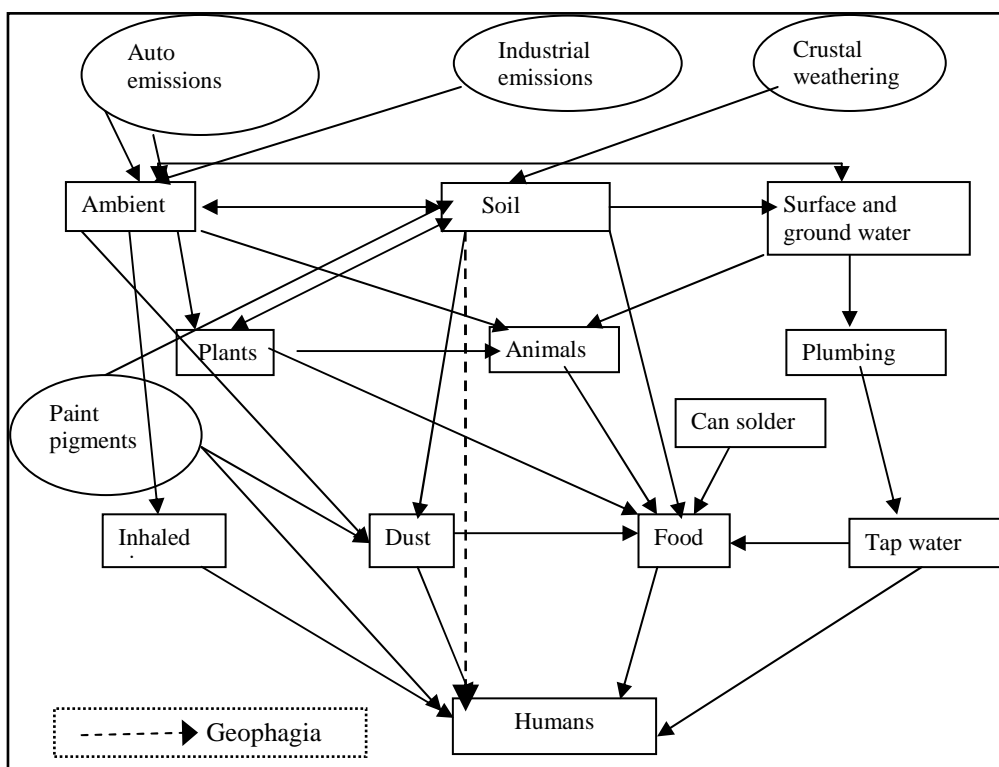 Auto
emissions
Industrial
emissions
Crustal
weathering
Ambient
Soil
Surface and
ground water
Plants
Animals
Plumbing
Paint
pigments
Can solder
Inhaled
Dust
Food
Tap water
Humans
Geophagia